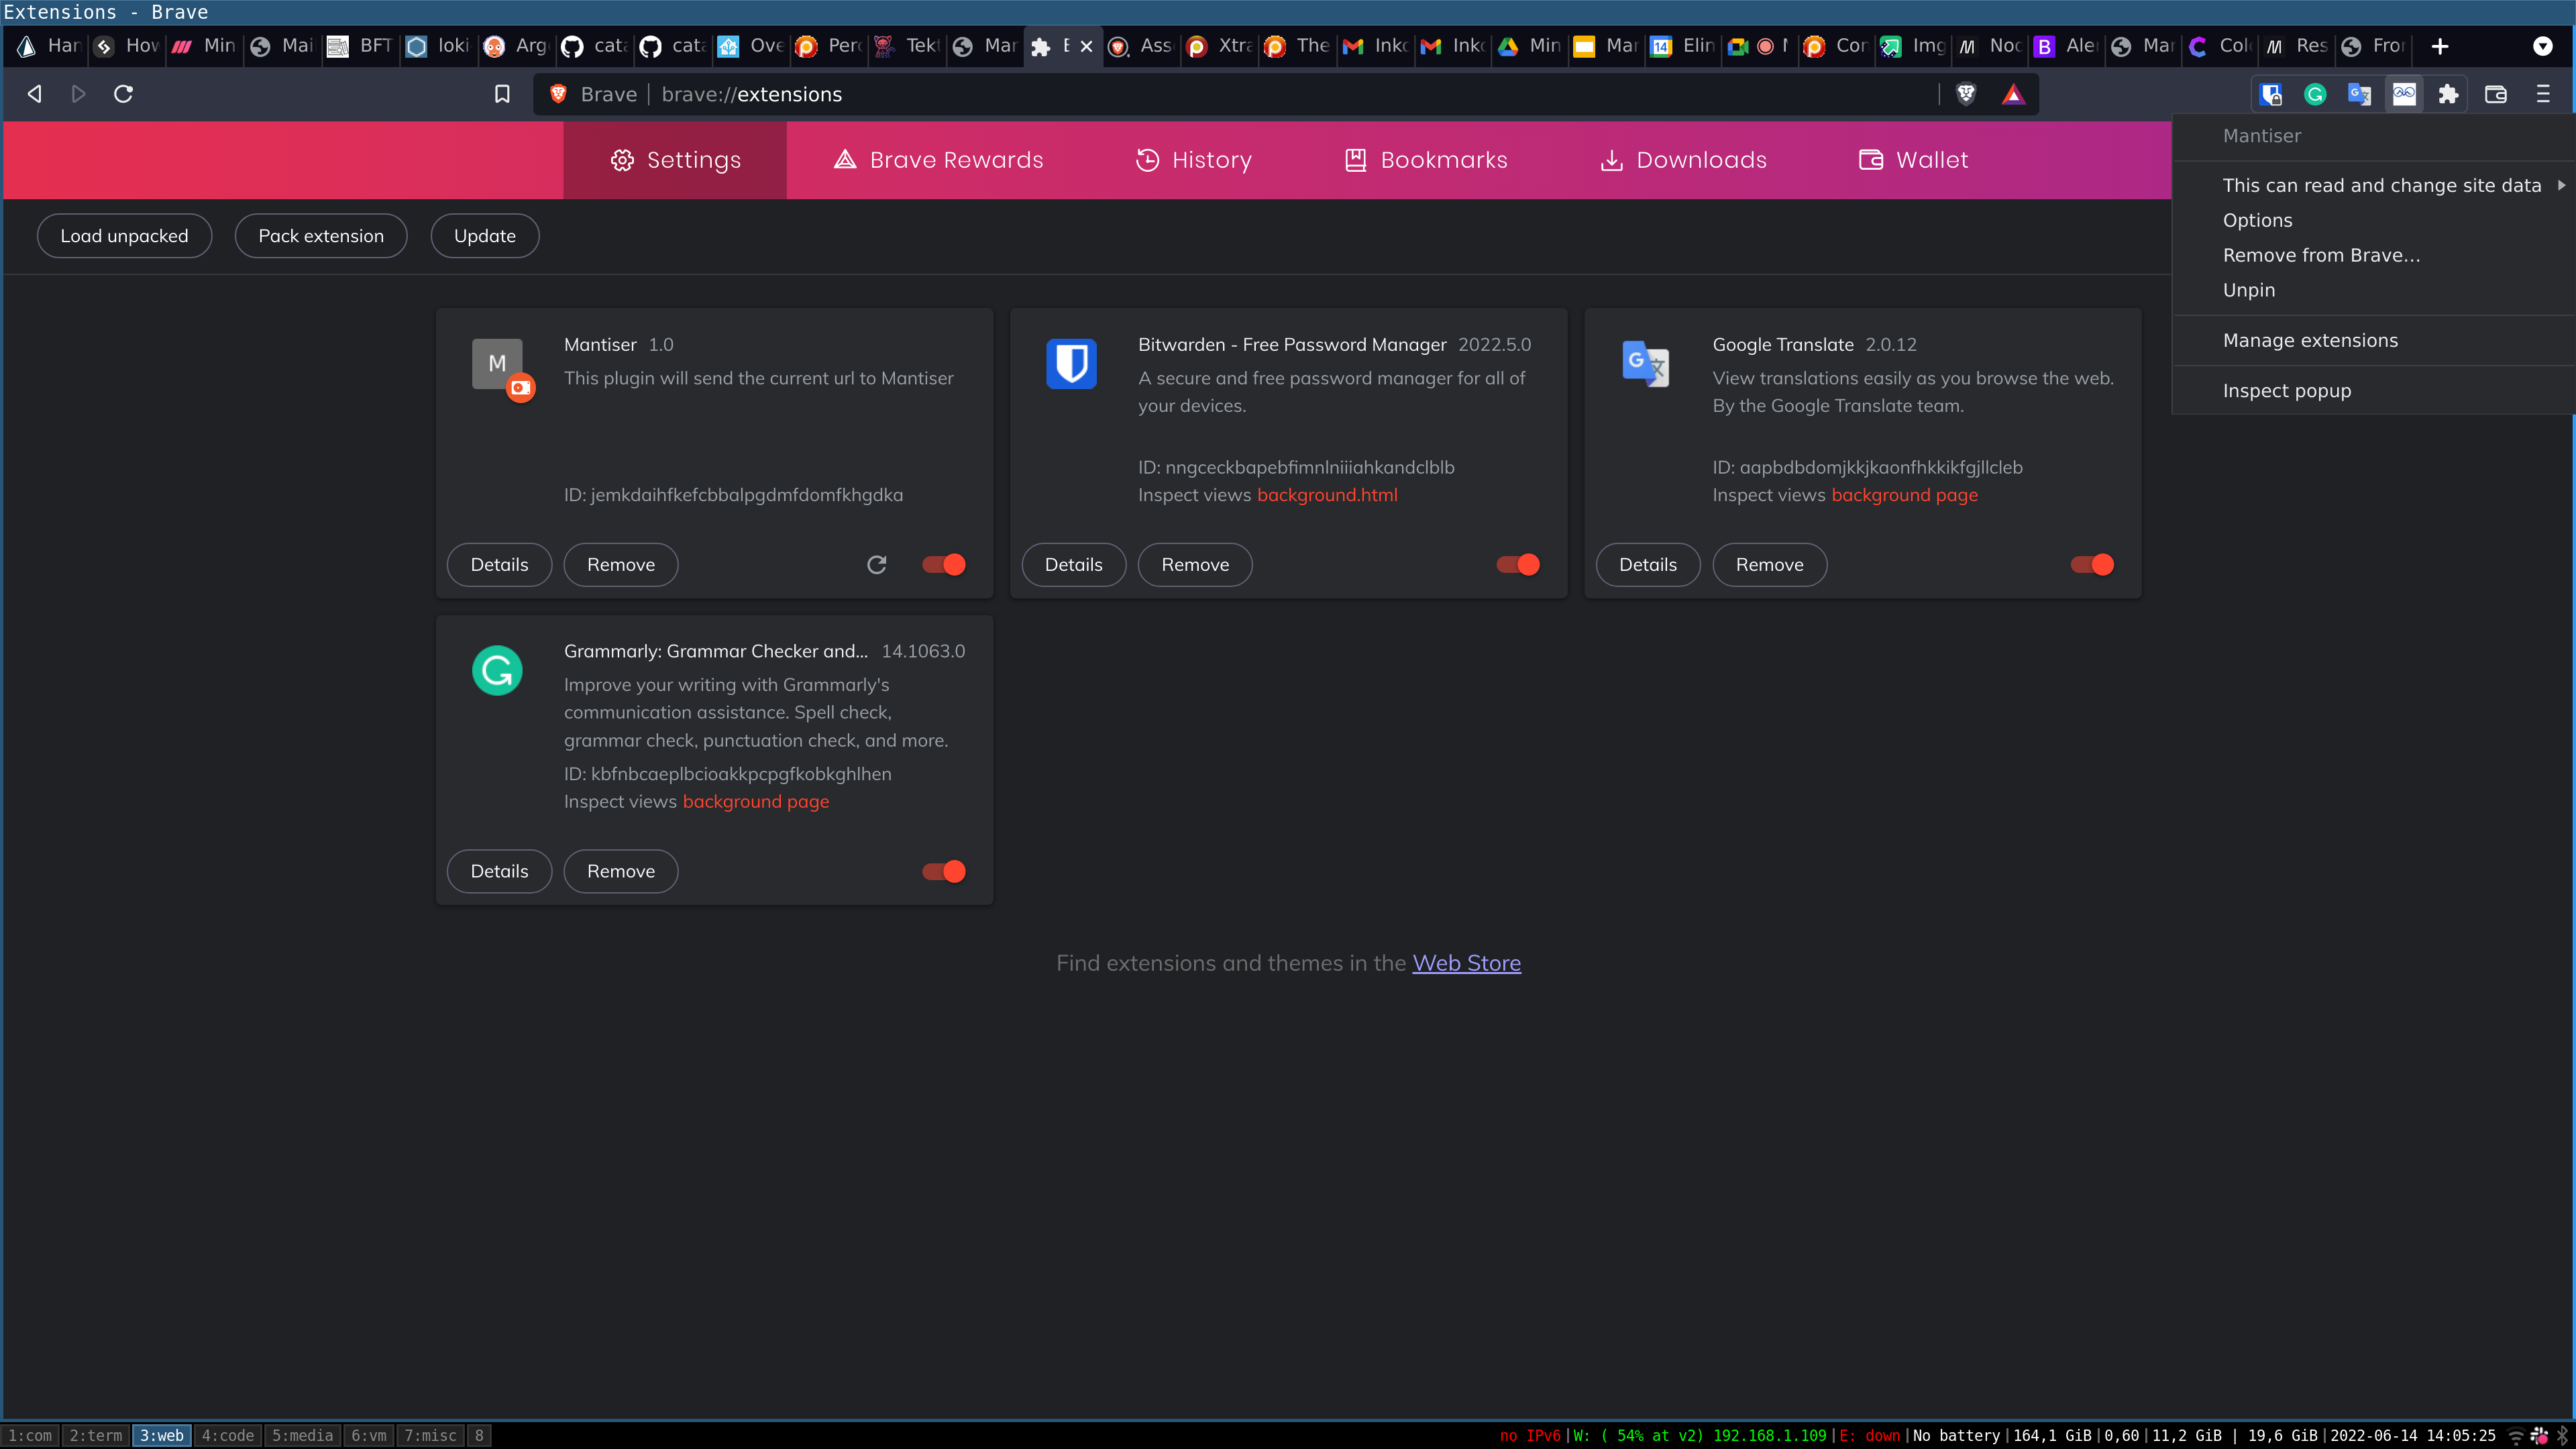 Extensions - Brave
Har How Min Mai BFT loki Argo cata cata Ove Perc Tekt Mar E Ass Xtra The Inko Inko Min Mar 14 Elin Cor Img Noc Ale Mar Col Res Fror
Brave brave://extensions
Settings Brave Rewards History Bookmarks Downloads Wallet
Mantiser
This can read and change site data
Options
Remove from Brave...
Unpin
Manage extensions
Inspect popup
Load unpacked Pack extension Update
M
Mantiser 1.0
This plugin will send the current url to Mantiser
ID: jemkdaihfkefcbbalpgdmfdomfkhgdka
Details Remove
Bitwarden - Free Password Manager 2022.5.0
A secure and free password manager for all of
your devices.
ID: nngceckbapebfimnlniiiahkandclblb
Inspect views background.html
Details Remove
Google Translate 2.0.12
View translations easily as you browse the web.
By the Google Translate team.
ID: aapbdbdomjkkjkaonfhkkikfgjllcleb
Inspect views background page
Details Remove
Grammarly: Grammar Checker and... 14.1063.0
Improve your writing with Grammarly's
communication assistance. Spell check,
grammar check, punctuation check, and more.
ID: kbfnbcaeplbcioakkpcpgfkobkghlhen
Inspect views background page
Details Remove
Find extensions and themes in the Web Store
1:com 2:term 3:web 4:code 5:media 6:vm 7:misc 8
no IPv6|W: ( 54% at v2) 192.168.1.109|E: down|No battery|164,1 GiB|0,60|11,2 GiB | 19,6 GiB|2022-06-14 14:05:25